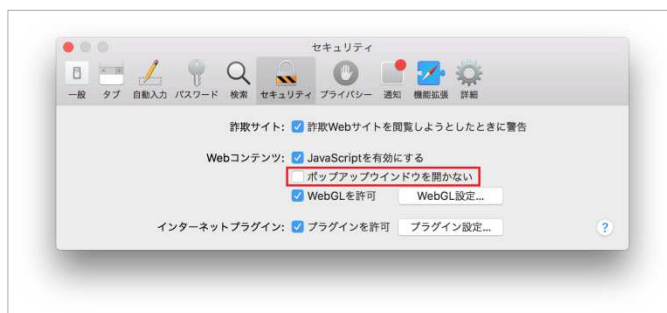 セキュリティ
一般 タブ 自動入力 パスワード 検索 セキュリティ プライバシー 通知 機能拡張 詳細
詐欺サイト: 詐欺Webサイトを閲覧しようとしたときに警告
Webコンテンツ: JavaScriptを有効にする
ポップアップウインドウを開かない
WebGLを許可 WebGL設定...
インターネットプラグイン: プラグインを許可 プラグイン設定... ?